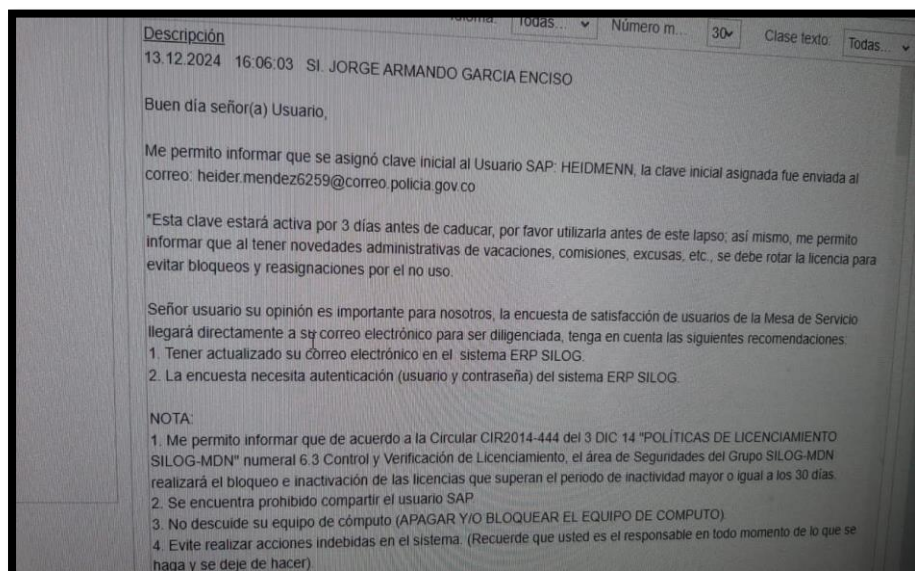 Idioma: Todas... Número m... 30 Clase texto: Todas...
Descripción
13.12.2024 16:06:03 SI. JORGE ARMANDO GARCIA ENCISO
Buen día señor(a) Usuario,
Me permito informar que se asignó clave inicial al Usuario SAP: HEIDMENN, la clave inicial asignada fue enviada al
correo: heider.mendez6259@correo.policia.gov.co
*Esta clave estará activa por 3 días antes de caducar, por favor utilizarla antes de este lapso; así mismo, me permito
informar que al tener novedades administrativas de vacaciones, comisiones, excusas, etc., se debe rotar la licencia para
evitar bloqueos y reasignaciones por el no uso.
Señor usuario su opinión es importante para nosotros, la encuesta de satisfacción de usuarios de la Mesa de Servicio
llegará directamente a su correo electrónico para ser diligenciada, tenga en cuenta las siguientes recomendaciones:
1. Tener actualizado su correo electrónico en el sistema ERP SILOG.
2. La encuesta necesita autenticación (usuario y contraseña) del sistema ERP SILOG.
NOTA:
1. Me permito informar que de acuerdo a la Circular CIR2014-444 del 3 DIC 14 "POLÍTICAS DE LICENCIAMIENTO
SILOG-MDN" numeral 6.3 Control y Verificación de Licenciamiento, el área de Seguridades del Grupo SILOG-MDN
realizará el bloqueo e inactivación de las licencias que superan el periodo de inactividad mayor o igual a los 30 días.
2. Se encuentra prohibido compartir el usuario SAP
3. No descuide su equipo de cómputo (APAGAR Y/O BLOQUEAR EL EQUIPO DE COMPUTO).
4. Evite realizar acciones indebidas en el sistema. (Recuerde que usted es el responsable en todo momento de lo que se
haga y se deje de hacer)